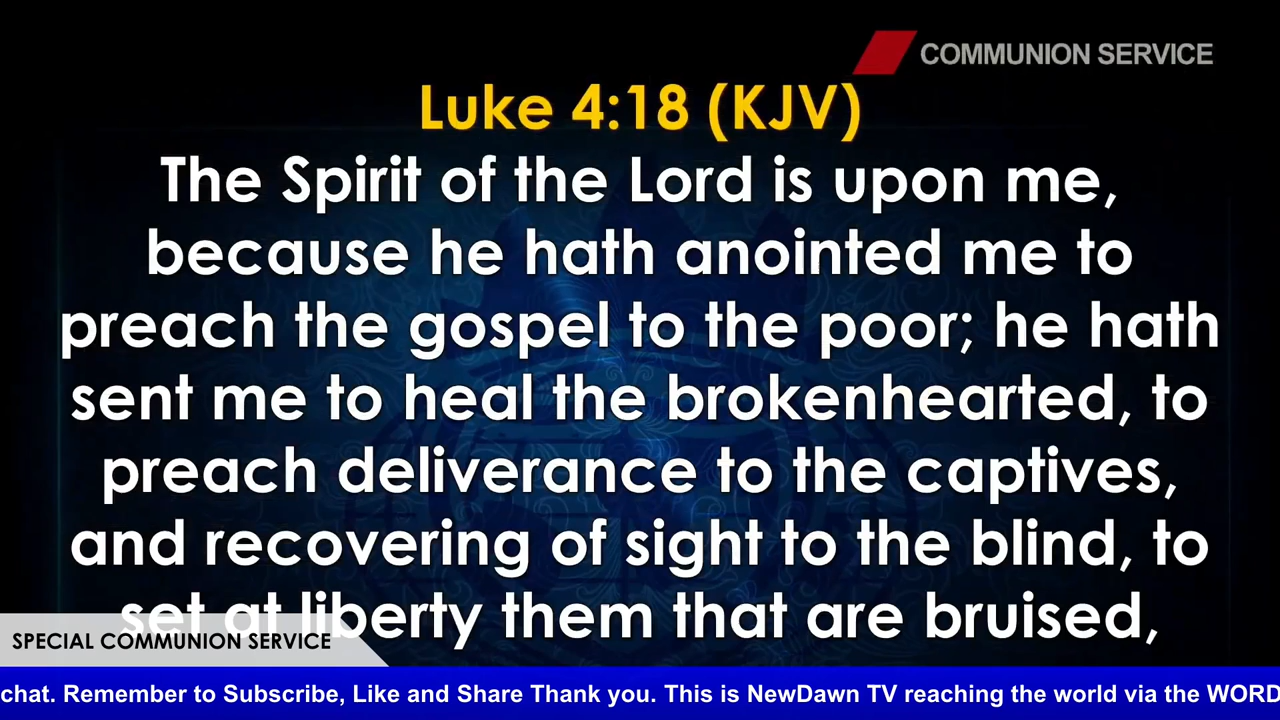 COMMUNION SERVICE
Luke 4:18 (KJV)
The Spirit of the Lord is upon me,
because he hath anointed me to
preach the gospel to the poor; he hath
sent me to heal the brokenhearted, to
preach deliverance to the captives,
and recovering of sight to the blind, to
set at liberty them that are bruised,
SPECIAL COMMUNION SERVICE
chat. Remember to Subscribe, Like and Share Thank you. This is NewDawn TV reaching the world via the WORD